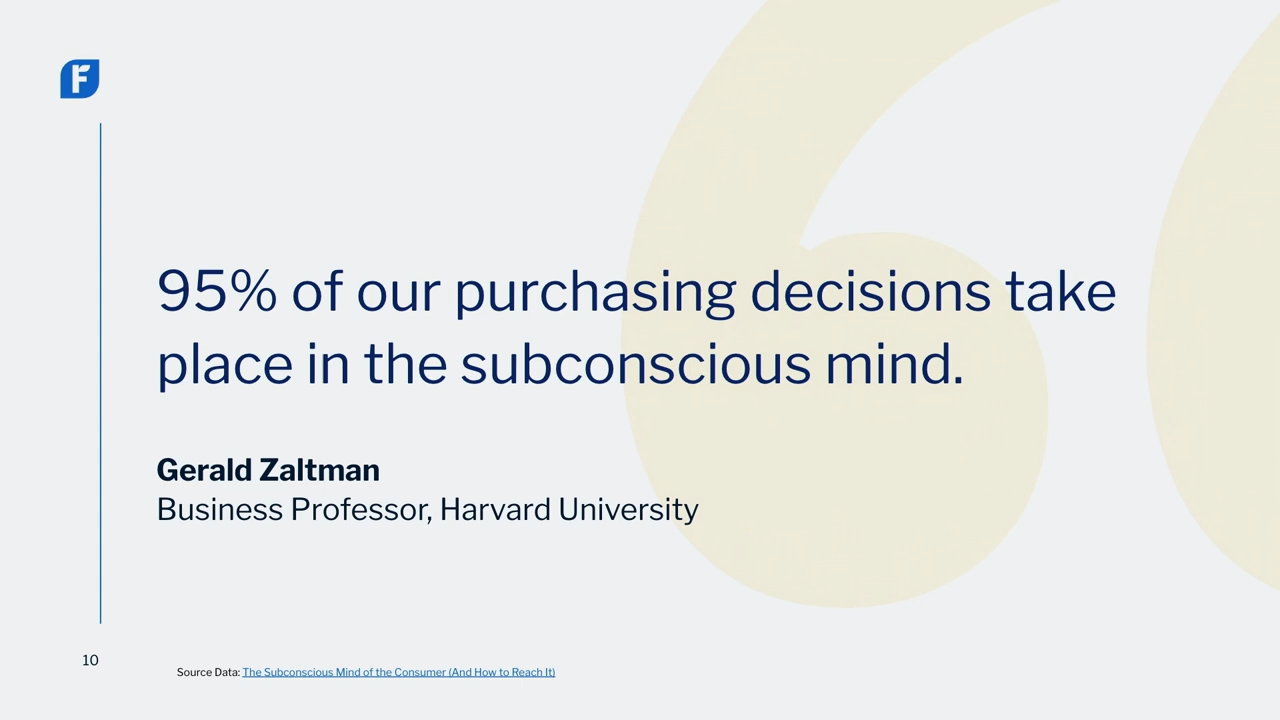 F
95% of our purchasing decisions take
place in the subconscious mind.
Gerald Zaltman
Business Professor, Harvard University
10
Source Data: The Subconscious Mind of the Consumer (And How to Reach It)